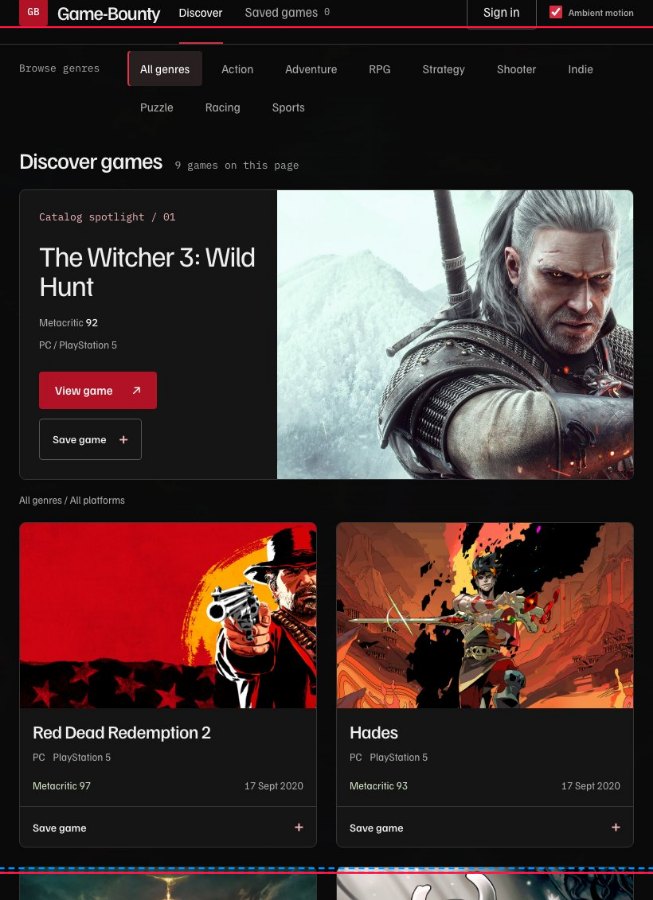 GB Game-Bounty Discover Saved games 0 Sign in Ambient motion
Browse genres All genres Action Adventure RPG Strategy Shooter Indie
Puzzle Racing Sports
Discover games 9 games on this page
Catalog spotlight / 01
The Witcher 3: Wild
Hunt
Metacritic 92
PC / PlayStation 5
View game ↗
Save game +
All genres / All platforms
Red Dead Redemption 2
PC PlayStation 5
Metacritic 97 17 Sept 2020
Save game +
Hades
PC PlayStation 5
Metacritic 93 17 Sept 2020
Save game +